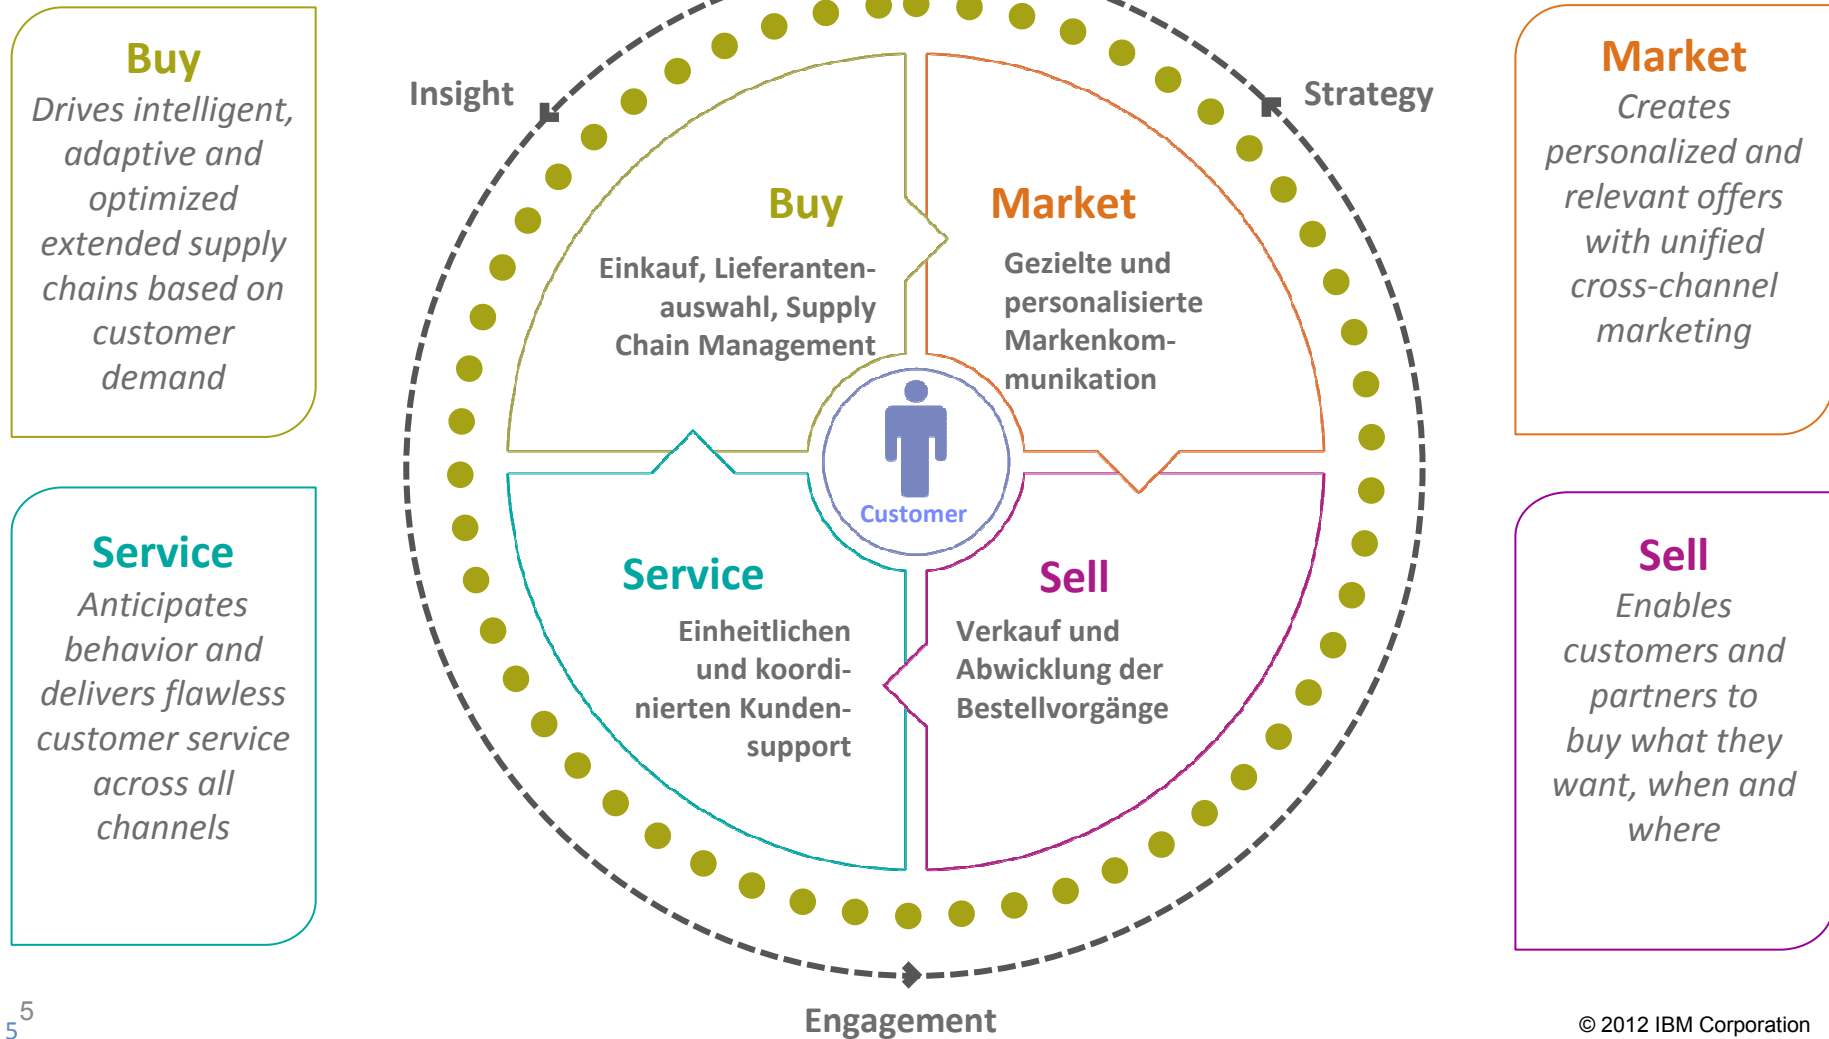 Buy
Drives intelligent,
adaptive and
optimized
extended supply
chains based on
customer
demand
Service
Anticipates
behavior and
delivers flawless
customer service
across all
channels
Insight
Strategy
Buy
Einkauf, Lieferanten-
auswahl, Supply
Chain Management
Market
Gezielte und
personalisierte
Markenkom-
munikation
Customer
Service
Einheitlichen
und koordi-
nierten Kunden-
support
Sell
Verkauf und
Abwicklung der
Bestellvorgänge
Engagement
Market
Creates
personalized and
relevant offers
with unified
cross-channel
marketing
Sell
Enables
customers and
partners to
buy what they
want, when and
where
5
5
© 2012 IBM Corporation